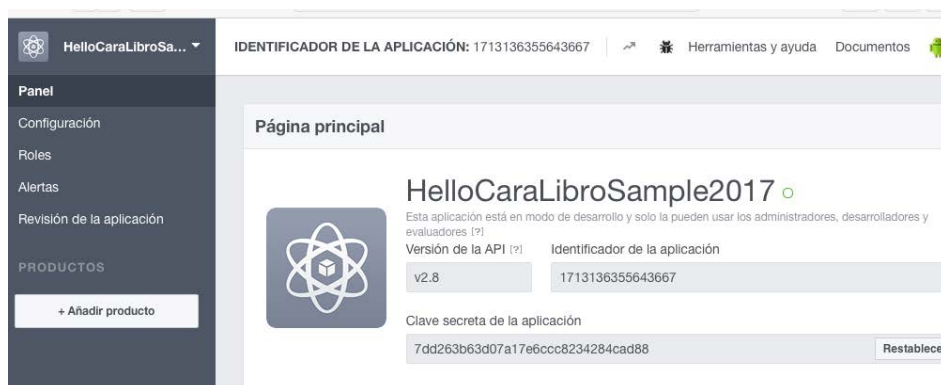 HelloCaraLibroSa...
IDENTIFICADOR DE LA APLICACIÓN: 1713136355643667
Herramientas y ayuda
Documentos
Panel
Configuración
Roles
Alertas
Revisión de la aplicación
PRODUCTOS
+ Añadir producto
Página principal
HelloCaraLibroSample2017
Esta aplicación está en modo de desarrollo y solo la pueden usar los administradores, desarrolladores y
evaluadores [?]
Versión de la API [?]
Identificador de la aplicación
v2.8
1713136355643667
Clave secreta de la aplicación
7dd263b63d07a17e6ccc8234284cad88
Restablece